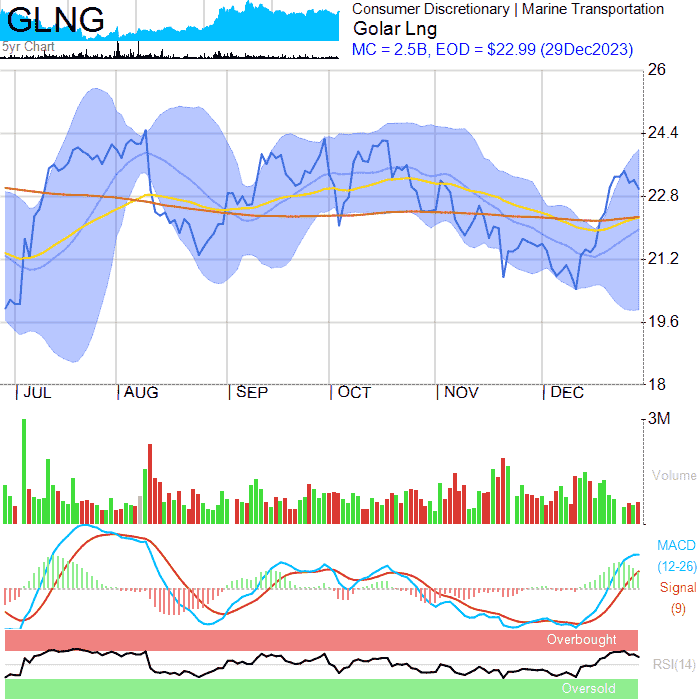 GLNG
5yr Chart
Consumer Discretionary | Marine Transportation
Golar Lng
MC = 2.5B, EOD = $22.99 (29Dec2023)
26
24.4
22.8
21.2
19.6
18
JUL AUG SEP OCT NOV DEC
3M
Volume
MACD
(12-26)
Signal
(9)
Overbought
RSI(14)
Oversold